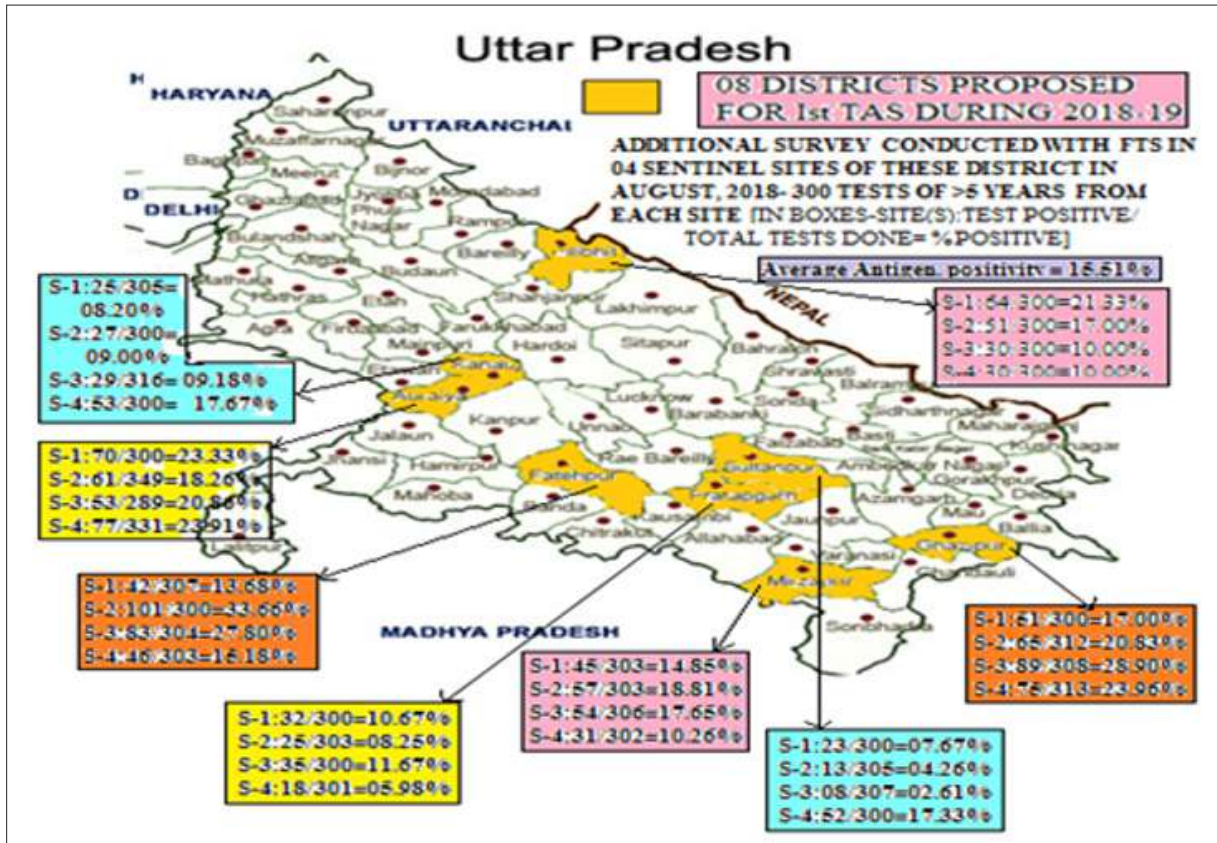 Uttar Pradesh
08 DISTRICTS PROPOSED
FOR Ist TAS DURING 2018-19
ADDITIONAL SURVEY CONDUCTED WITH FTS IN
04 SENTINEL SITES OF THESE DISTRICT IN
AUGUST, 2018- 300 TESTS OF >5 YEARS FROM
EACH SITE [IN BOXES-SITE(S):TEST POSITIVE/
TOTAL TESTS DONE= %POSITIVE]
Average Antigen positivity = 15.51%
H
HARYANA
UTTARANCHAL
D
DELHI
NEPAL
MADHYA PRADESH
Saharanpur
Muzaffarnagar
Baghpat
Meerut
Bijnor
Ghaziabad
Jyotiba
Phule
Nagar
Moradabad
Rampur
Bulandshahr
Bareilly
Aligarh
Budaun
Mathura
Hathras
Etah
Shahjanpur
Lakhimpur
Agra
Firozabad
Farukkhabad
Mainpuri
Hardoi
Sitapur
Bahraich
Shravasti
Balrampur
Etawah
Kanauj
Auraiya
Lucknow
Barabanki
Gonda
Sidharthnagar
Maharajganj
Kanpur
Unnao
Faizabad
Basti
Kushinagar
Jalaun
Rae Bareilly
Sultanpur
Ambedkar Nagar
Gorakhpur
Deoria
Jhansi
Hamirpur
Fatehpur
Pratapgarh
Azamgarh
Mahoba
Banda
Kausambi
Jaunpur
Mau
Ballia
Chitrakut
Allahabad
Varanasi
Ghazipur
Lalitpur
Chandauli
Mirzapur
Sonbhadra
S-1:25/305=
08.20%
S-2:27/300=
09.00%
S-3:29/316= 09.18%
S-4:53/300= 17.67%
S-1:64/300=21.33%
S-2:51/300=17.00%
S-3:30/300=10.00%
S-4:30/300=10.00%
S-1:70/300=23.33%
S-2:61/349=18.26%
S-3:53/289=20.86%
S-4:77/331=23.91%
S-1:42/307=13.68%
S-2:101/300=33.66%
S-3:83/304=27.80%
S-4:46/303=15.18%
S-1:32/300=10.67%
S-2:25/303=08.25%
S-3:35/300=11.67%
S-4:18/301=05.98%
S-1:45/303=14.85%
S-2:57/303=18.81%
S-3:54/306=17.65%
S-4:31/302=10.26%
S-1:23/300=07.67%
S-2:13/305=04.26%
S-3:08/307=02.61%
S-4:52/300=17.33%
S-1:51/300=17.00%
S-2:65/312=20.83%
S-3:89/308=28.90%
S-4:75/313=23.96%